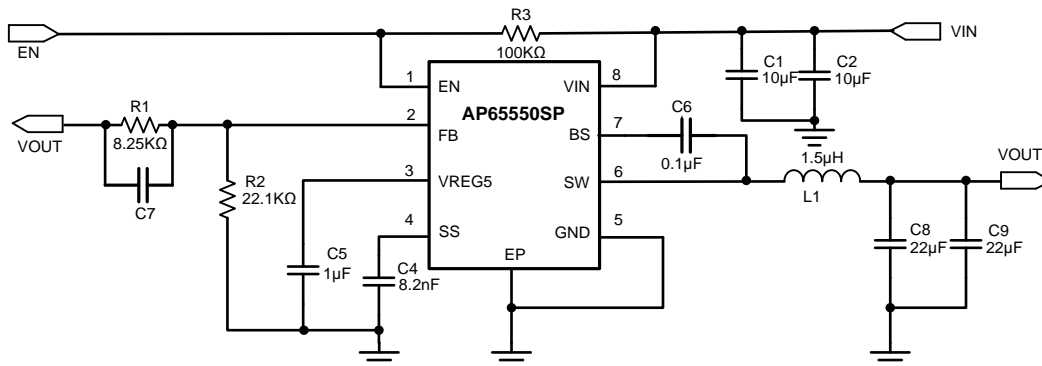 R3
EN
100KΩ
VIN
C1
10µF
C2
10µF
1
EN
VIN
8
AP65550SP
R1
8.25KΩ
VOUT
C7
2
FB
BS
7
C6
0.1µF
R2
22.1KΩ
3
VREG5
SW
6
1.5µH
L1
VOUT
4
SS
GND
5
EP
C5
1µF
C4
8.2nF
C8
22µF
C9
22µF